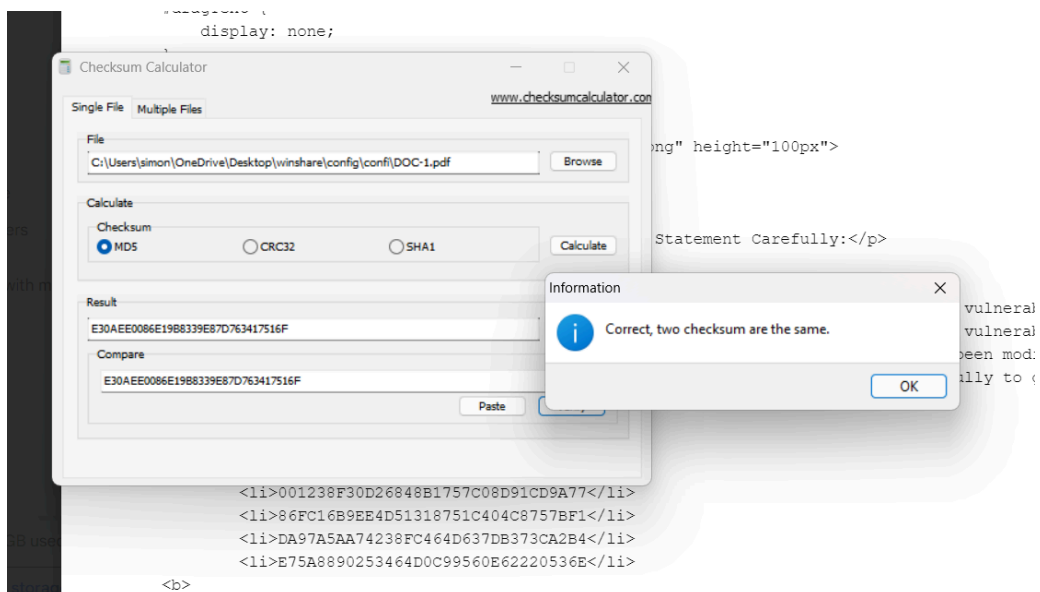 display: none;
Checksum Calculator
www.checksumcalculator.com
Single File
Multiple Files
File
C:\Users\simon\OneDrive\Desktop\winshare\config\confi\DOC-1.pdf
Browse
height="100px">
Calculate
Checksum
MD5
CRC32
SHA1
Calculate
Statement Carefully:</p>
Result
E30AEE0086E19B8339E87D763417516F
Compare
E30AEE0086E19B8339E87D763417516F
Paste
Information
Correct, two checksum are the same.
OK
<li>001238F30D26848B1757C08D91CD9A77</li>
<li>86FC16B9EE4D51318751C404C8757BF1</li>
<li>DA97A5AA74238FC464D637DB373CA2B4</li>
<li>E75A8890253464D0C99560E62220536E</li>
<b>